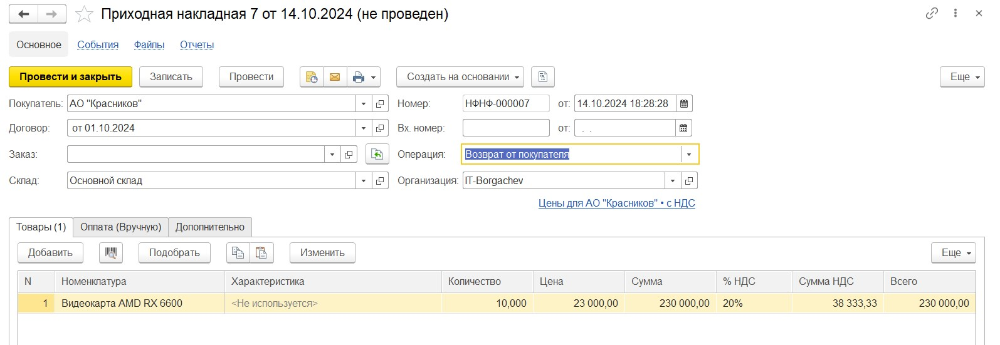 Приходная накладная 7 от 14.10.2024 (не проведен)
Основное События Файлы Отчеты
Провести и закрыть Записать Провести Создать на основании Еще
Покупатель: АО "Красников" Номер: НФНФ-000007 от: 14.10.2024 18:28:28
Договор: от 01.10.2024 Вх. номер: от: . .
Заказ: Операция: Возврат от покупателя
Склад: Основной склад Организация: IT-Borgachev
Цены для АО "Красников" • с НДС
Товары (1) Оплата (Вручную) Дополнительно
Добавить Подобрать Изменить Еще
N Номенклатура Характеристика Количество Цена Сумма % НДС Сумма НДС Всего
1 Видеокарта AMD RX 6600 <Не используется> 10,000 23 000,00 230 000,00 20% 38 333,33 230 000,00